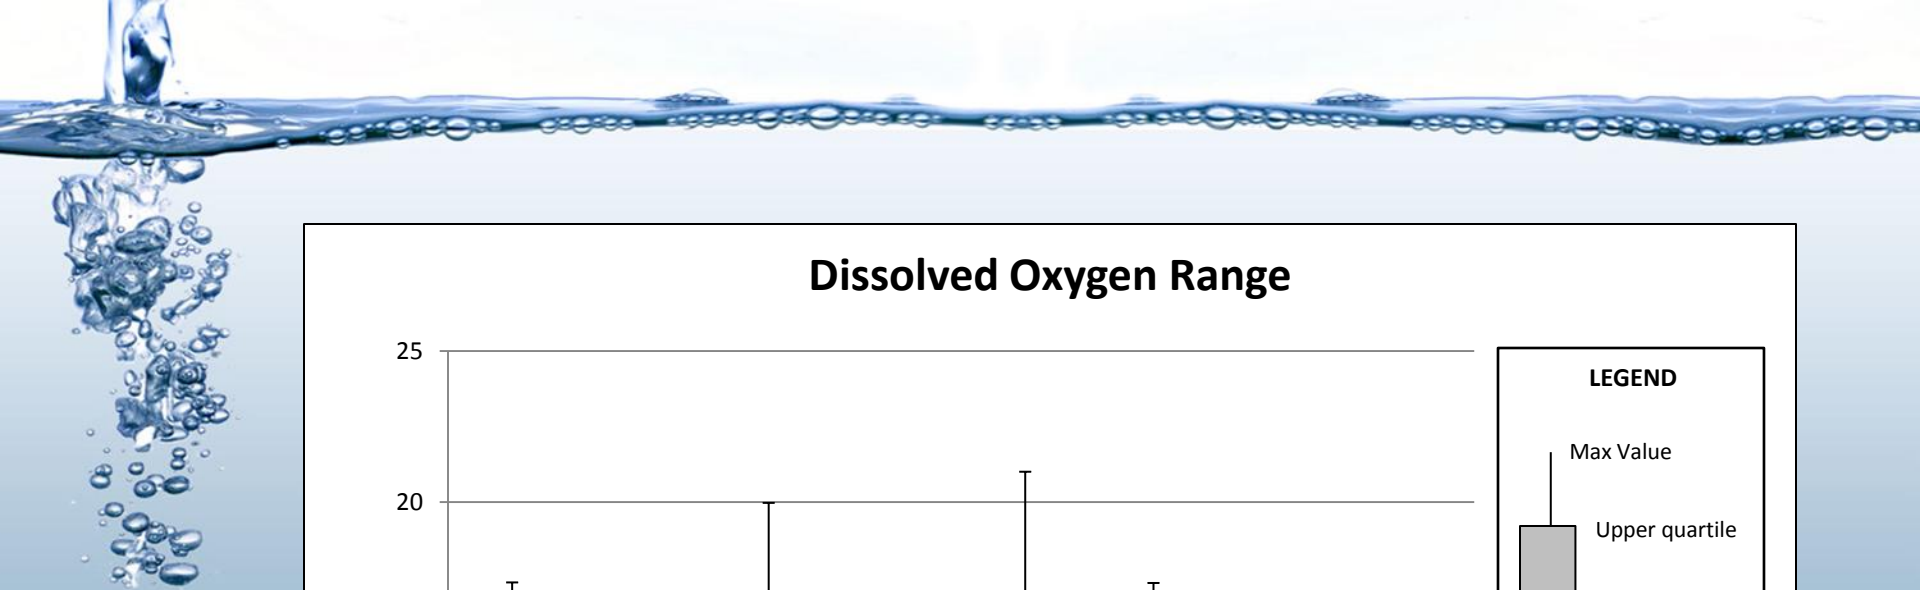 Dissolved Oxygen Range
25
20
LEGEND
Max Value
Upper quartile